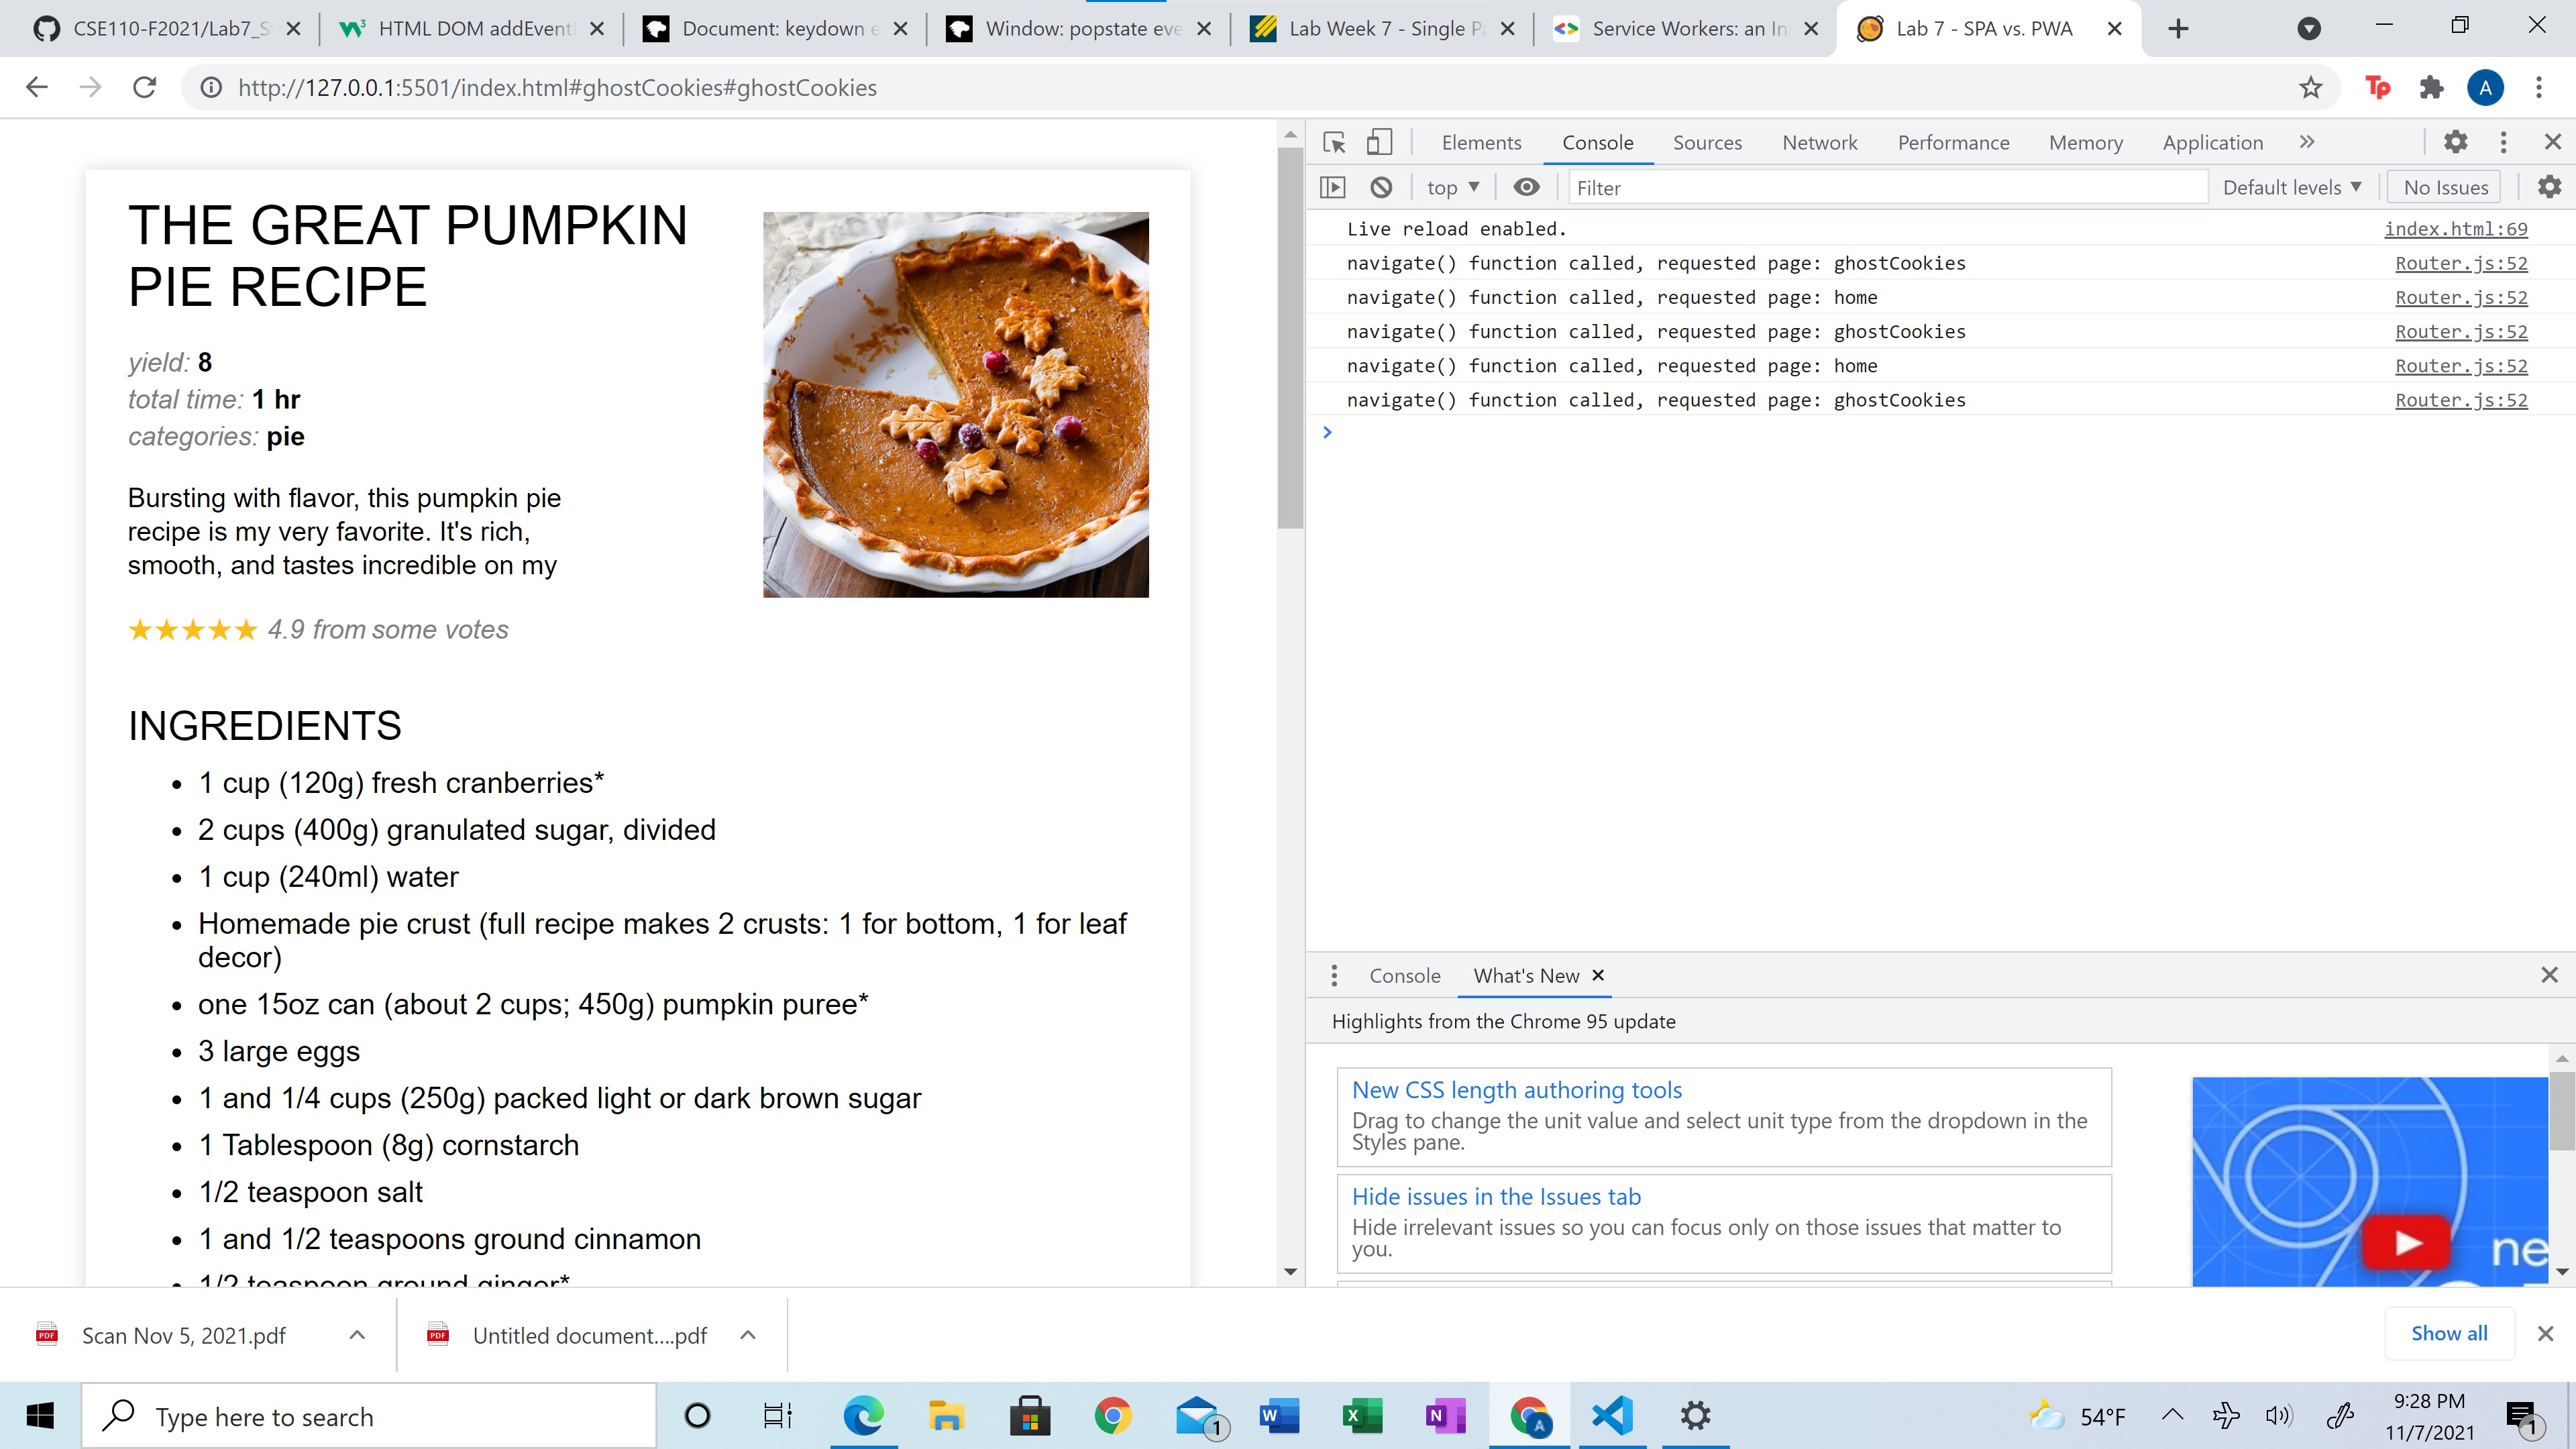 CSE110-F2021/Lab7_S
HTML DOM addEventl
Document: keydown e
Window: popstate eve
Lab Week 7 - Single Pa
Service Workers: an In
Lab 7 - SPA vs. PWA
http://127.0.0.1:5501/index.html#ghostCookies#ghostCookies
Tp
A
THE GREAT PUMPKIN
PIE RECIPE
yield: 8
total time: 1 hr
categories: pie
Bursting with flavor, this pumpkin pie
recipe is my very favorite. It's rich,
smooth, and tastes incredible on my
★★★★★ 4.9 from some votes
INGREDIENTS
• 1 cup (120g) fresh cranberries*
• 2 cups (400g) granulated sugar, divided
• 1 cup (240ml) water
• Homemade pie crust (full recipe makes 2 crusts: 1 for bottom, 1 for leaf
decor)
• one 15oz can (about 2 cups; 450g) pumpkin puree*
• 3 large eggs
• 1 and 1/4 cups (250g) packed light or dark brown sugar
• 1 Tablespoon (8g) cornstarch
• 1/2 teaspoon salt
• 1 and 1/2 teaspoons ground cinnamon
• 1/2 teaspoon ground ginger*
Elements Console Sources Network Performance Memory Application »
top ▼ Filter Default levels ▼ No Issues
Live reload enabled. index.html:69
navigate() function called, requested page: ghostCookies Router.js:52
navigate() function called, requested page: home Router.js:52
navigate() function called, requested page: ghostCookies Router.js:52
navigate() function called, requested page: home Router.js:52
navigate() function called, requested page: ghostCookies Router.js:52
Console What's New ×
Highlights from the Chrome 95 update
New CSS length authoring tools
Drag to change the unit value and select unit type from the dropdown in the
Styles pane.
Hide issues in the Issues tab
Hide irrelevant issues so you can focus only on those issues that matter to
you.
ne
Scan Nov 5, 2021.pdf
Untitled document....pdf
Show all
Type here to search
1
54°F
9:28 PM
11/7/2021
1